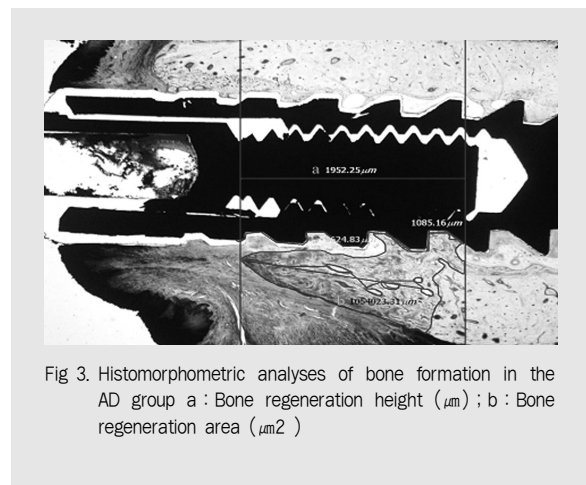 a 1952.25μm
1085.16μm
624.83μm
b 1054023.31μm
Fig 3. Histomorphometric analyses of bone formation in the
AD group a : Bone regeneration height (μm) ; b : Bone
regeneration area (μm2 )